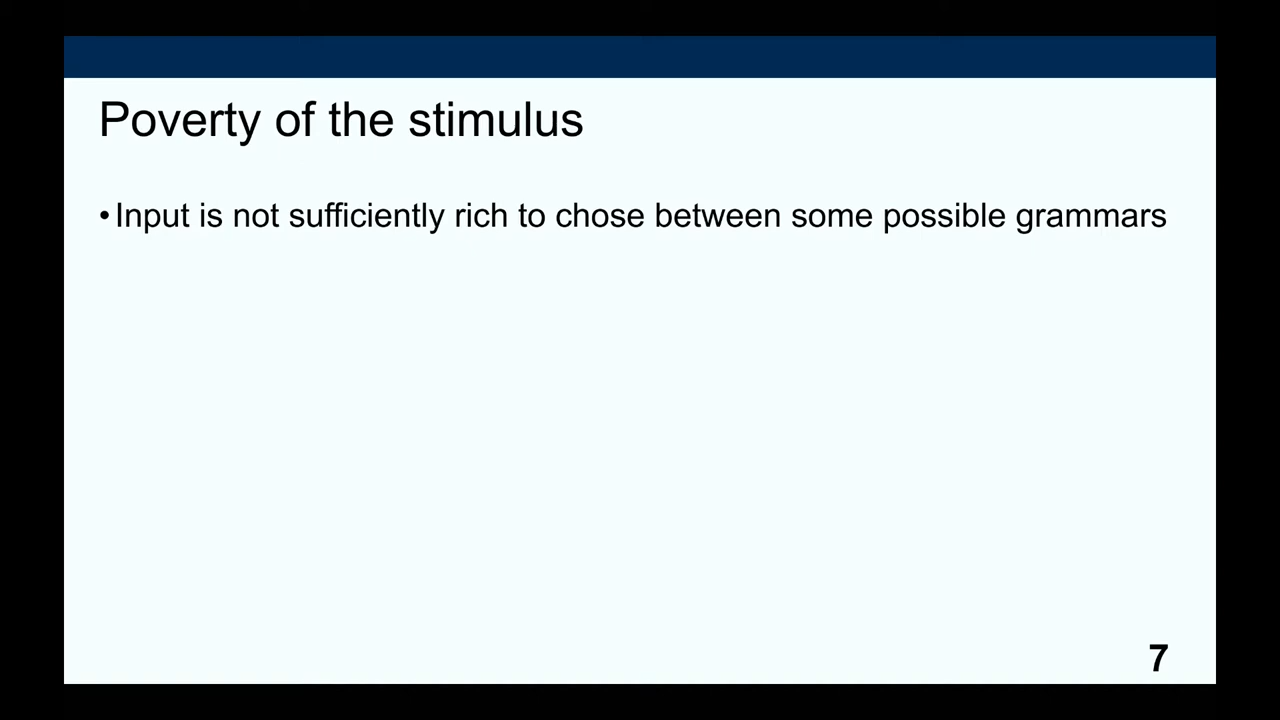 Poverty of the stimulus
•Input is not sufficiently rich to chose between some possible grammars
7